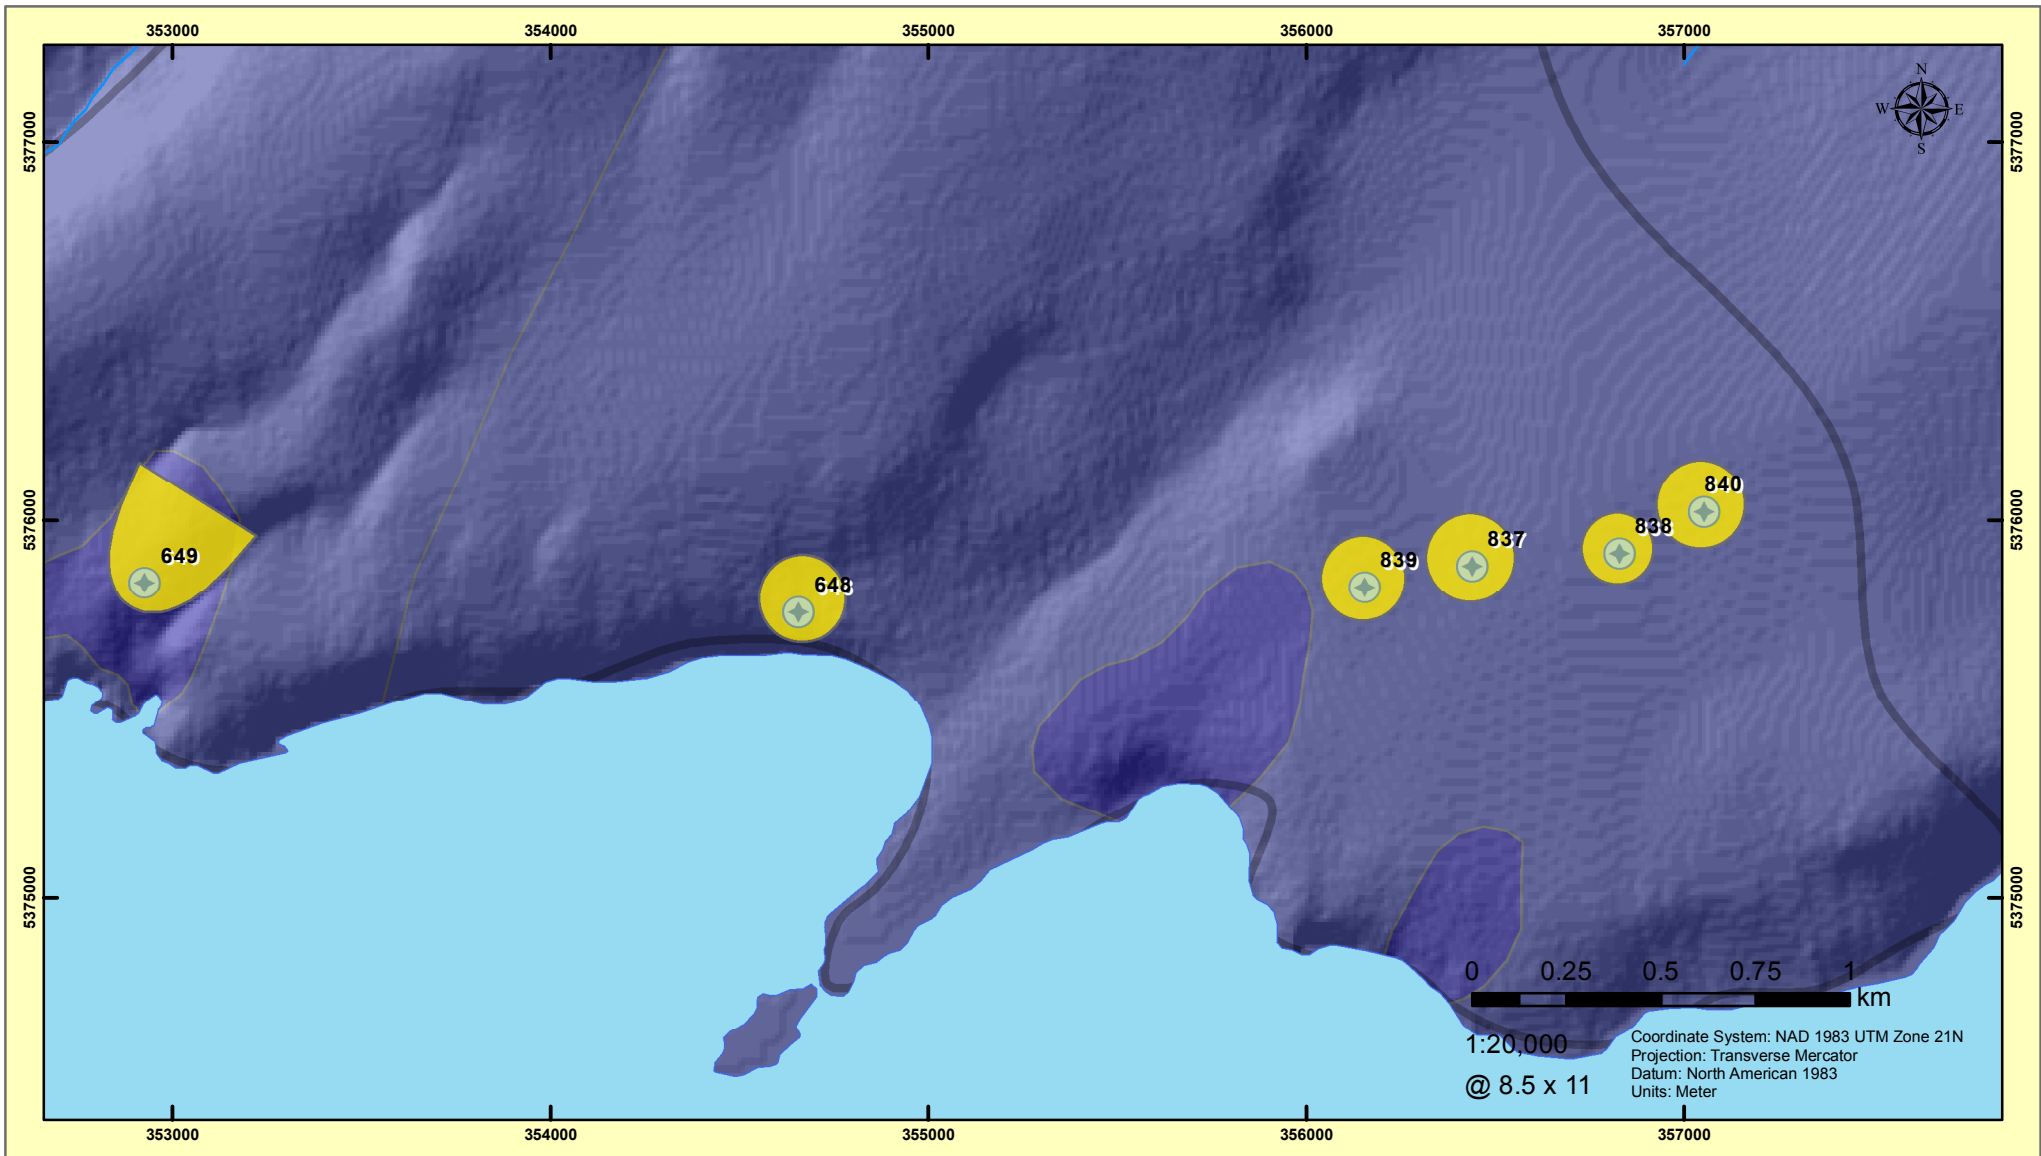 353000 354000 355000 356000 357000
N
W E
S
5377000 5377000
840
5376000 838 5376000
837
649 839
648
5375000 5375000
0 0.25 0.5 0.75 1
km
1:20,000
@ 8.5 x 11
Coordinate System: NAD 1983 UTM Zone 21N
Projection: Transverse Mercator
Datum: North American 1983
Units: Meter
353000 354000 355000 356000 357000